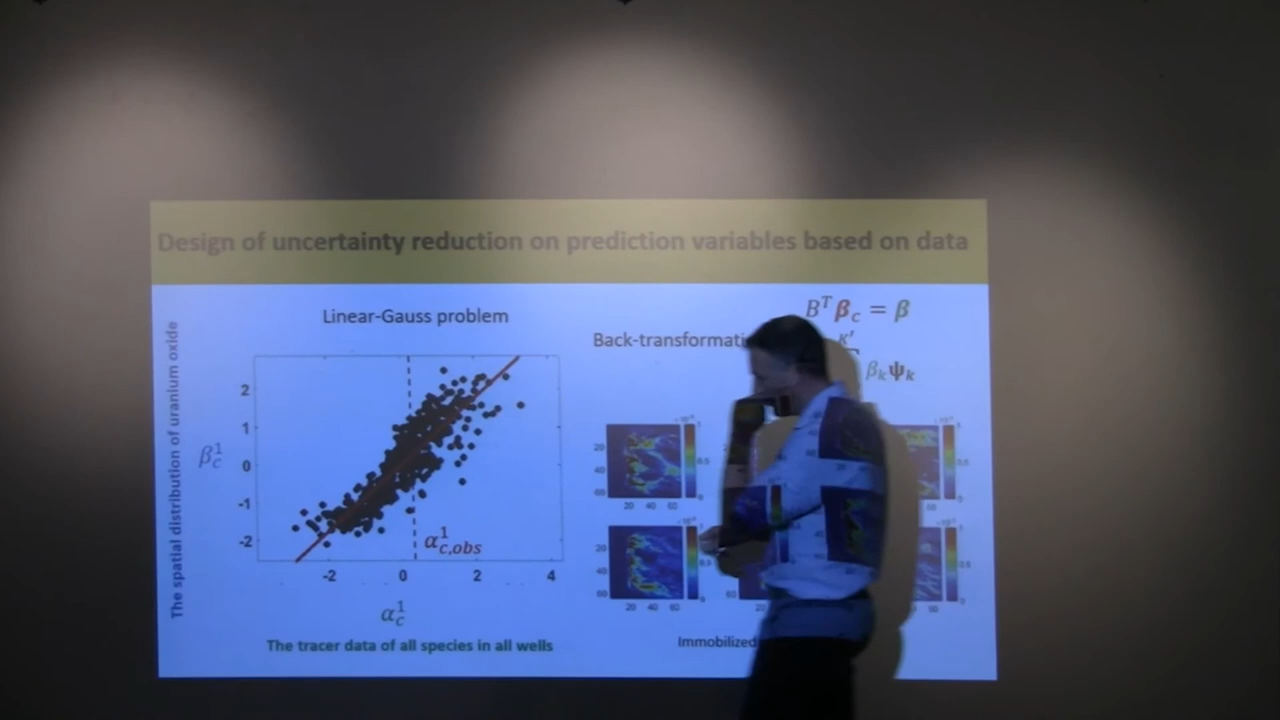 Design of uncertainty reduction on prediction variables based on data
Linear-Gauss problem
The spatial distribution of uranium oxide
β_c^1
2
1
0
-1
-2
-2 0 2 4
α_{c,obs}^1
α_c^1
The tracer data of all species in all wells
B^T β_c = β
Back-transformati
K'
β_k ψ_k
20
40
60
20 40 60
20
40
60
20 40 60
Immobilized